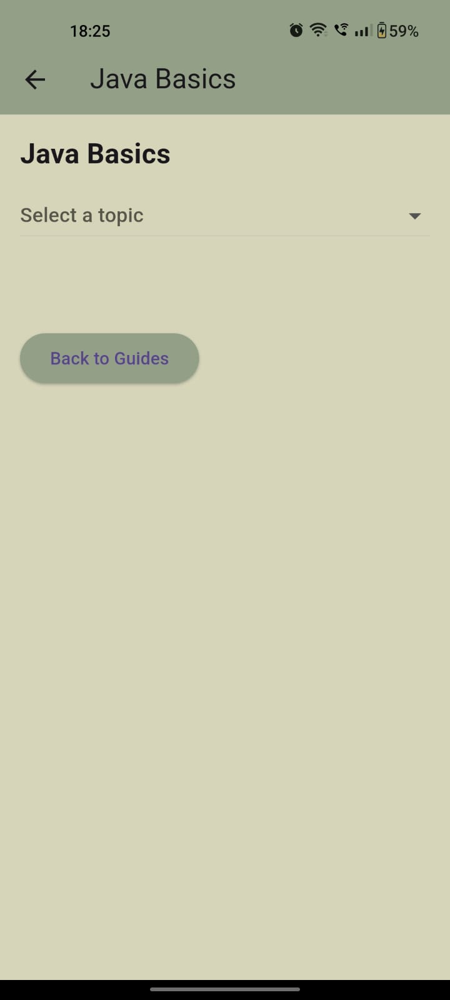 18:25 59%
Java Basics
Java Basics
Select a topic
Back to Guides